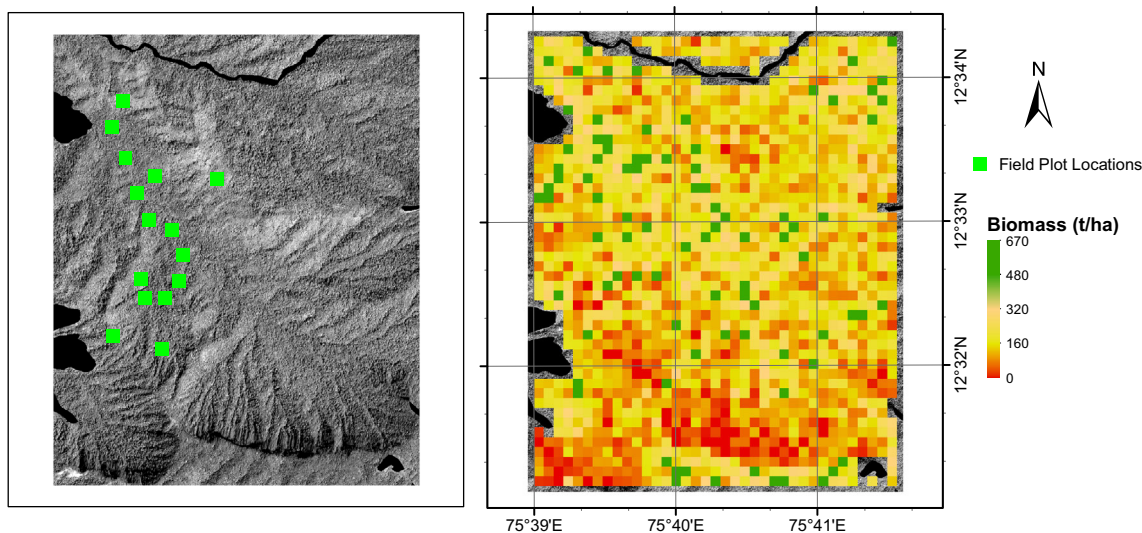 12°34'N
12°33'N
12°32'N
75°39'E
75°40'E
75°41'E
N
Field Plot Locations
Biomass (t/ha)
670
480
320
160
0